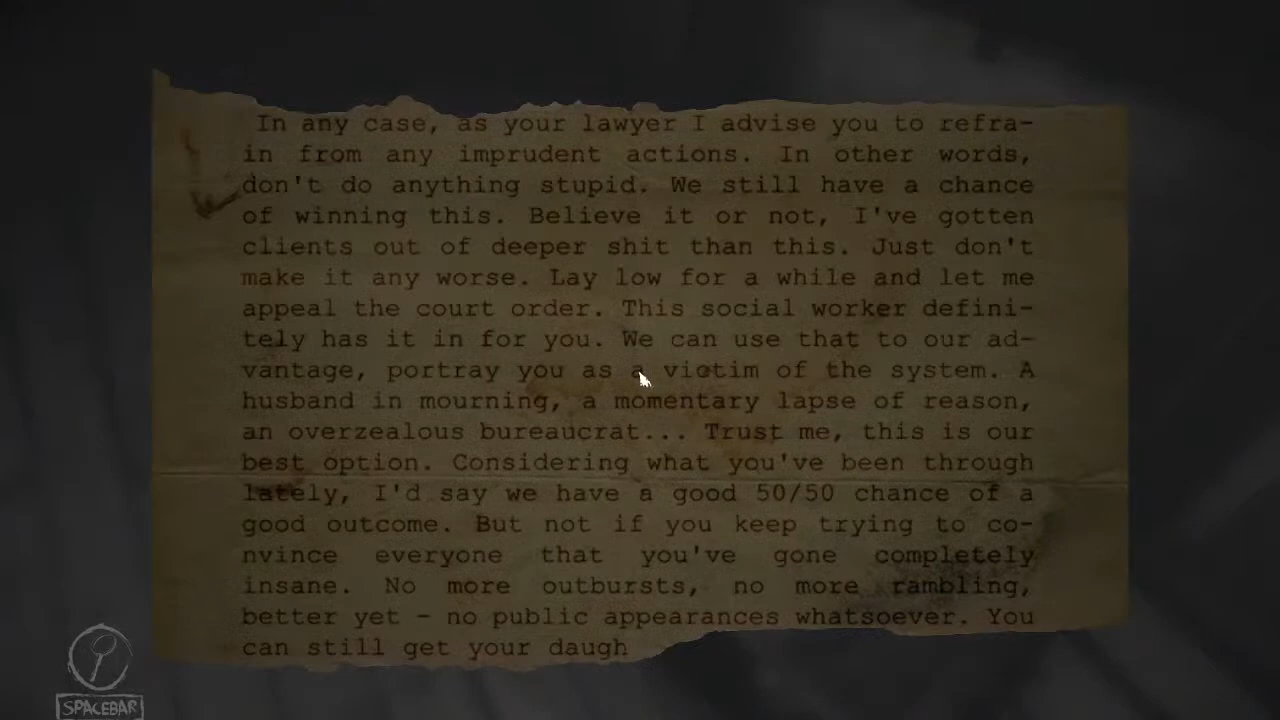 In any case, as your lawyer I advise you to refra-
in from any imprudent actions. In other words,
don't do anything stupid. We still have a chance
of winning this. Believe it or not, I've gotten
clients out of deeper shit than this. Just don't
make it any worse. Lay low for a while and let me
appeal the court order. This social worker defini-
tely has it in for you. We can use that to our ad-
vantage, portray you as a victim of the system. A
husband in mourning, a momentary lapse of reason,
an overzealous bureaucrat... Trust me, this is our
best option. Considering what you've been through
lately, I'd say we have a good 50/50 chance of a
good outcome. But not if you keep trying to co-
nvince everyone that you've gone completely
insane. No more outbursts, no more rambling,
better yet - no public appearances whatsoever. You
can still get your daugh
SPACEBAR